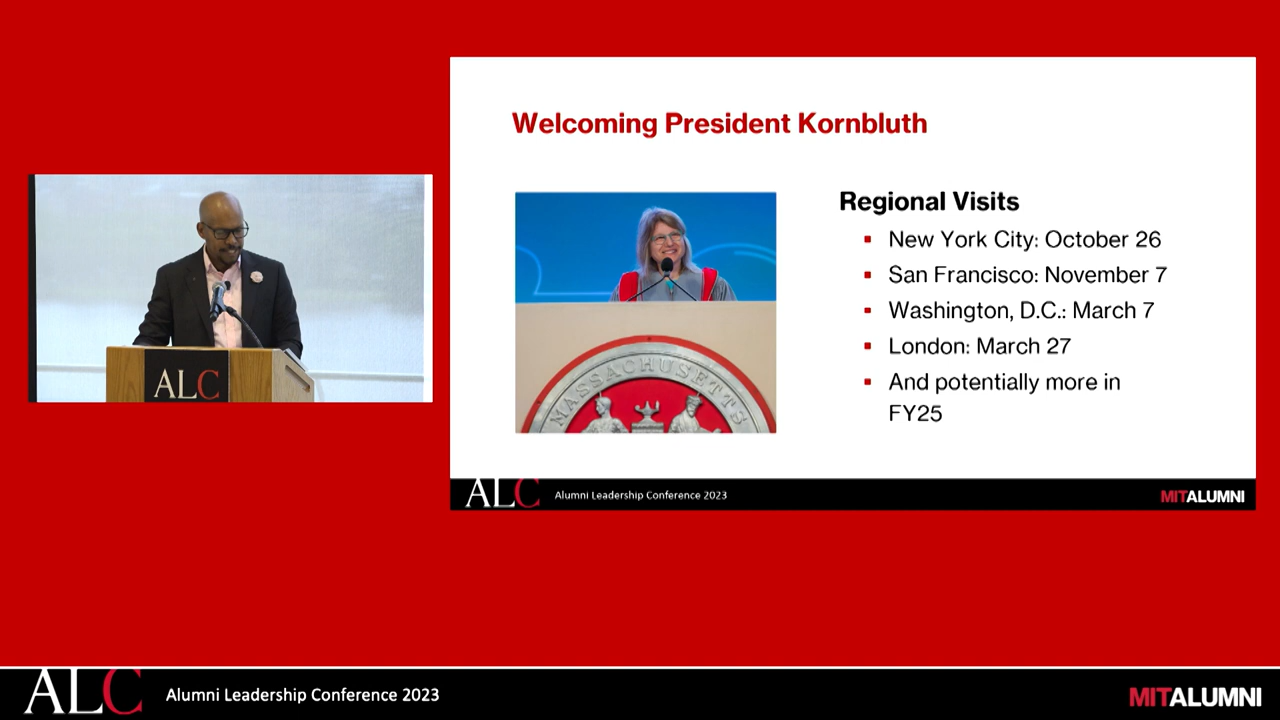 Welcoming President Kornbluth
Regional Visits
New York City: October 26
San Francisco: November 7
Washington, D.C.: March 7
London: March 27
And potentially more in
FY25
MASSACHUSETTS
ALC
ALC Alumni Leadership Conference 2023 MITALUMNI
ALC Alumni Leadership Conference 2023 MITALUMNI